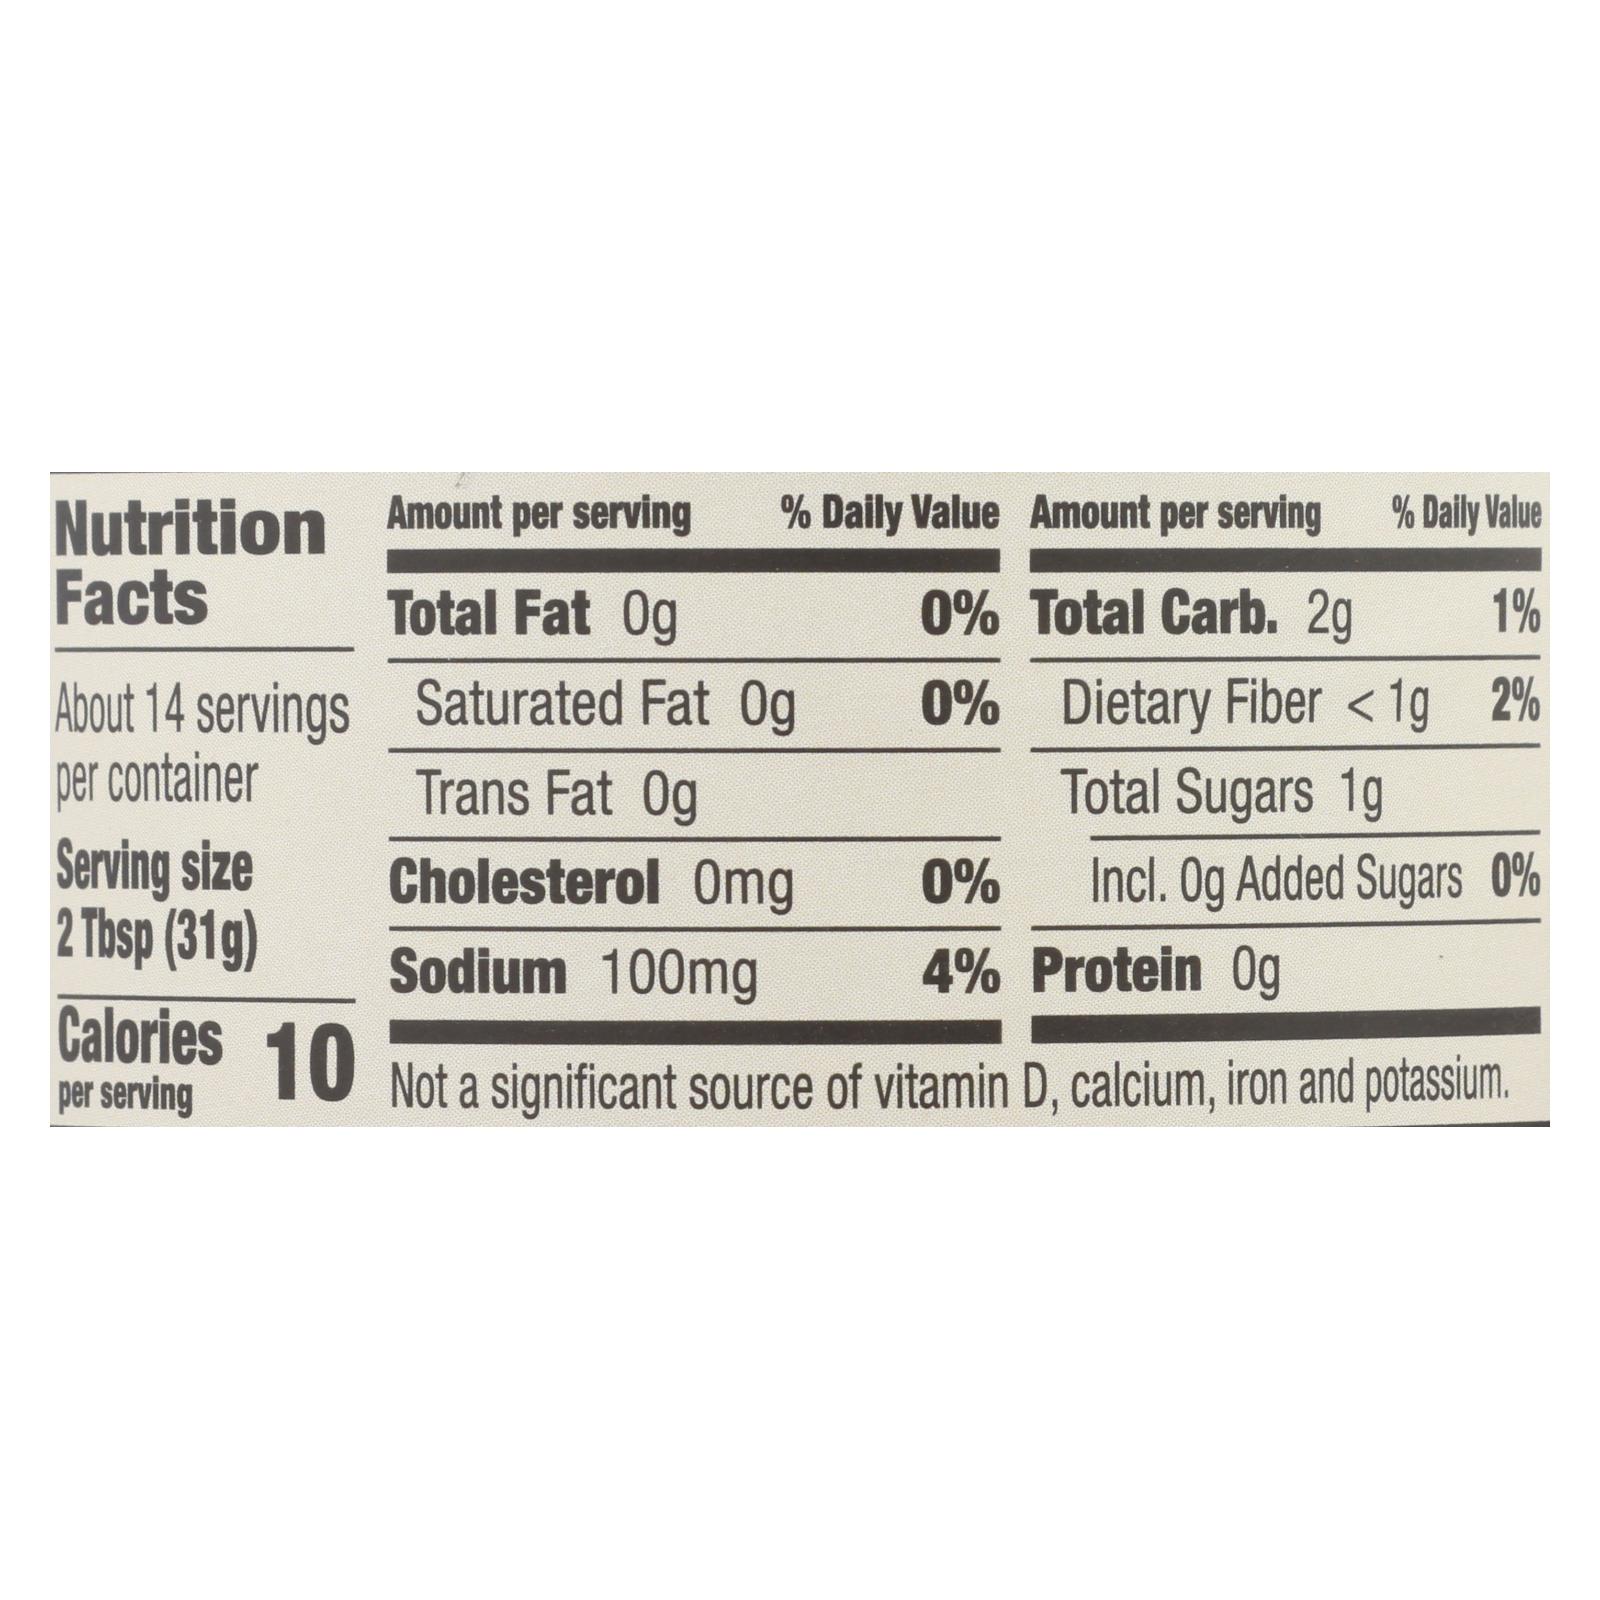 Nutrition
Facts
About 14 servings
per container
Serving size
2 Tbsp (31g)
Calories 10
per serving
Amount per serving % Daily Value
Total Fat 0g 0%
Saturated Fat 0g 0%
Trans Fat 0g
Cholesterol 0mg 0%
Sodium 100mg 4%
Amount per serving % Daily Value
Total Carb. 2g 1%
Dietary Fiber < 1g 2%
Total Sugars 1g
Incl. 0g Added Sugars 0%
Protein 0g
Not a significant source of vitamin D, calcium, iron and potassium.